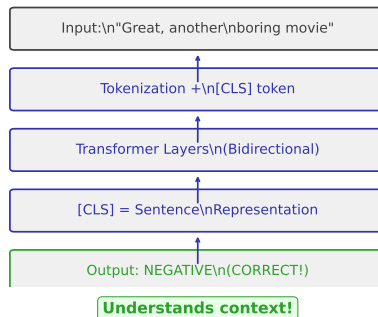 Input:\n"Great, another\nboring movie"
Tokenization +\n[CLS] token
Transformer Layers\n(Bidirectional)
[CLS] = Sentence\nRepresentation
Output: NEGATIVE\n(CORRECT!)
Understands context!